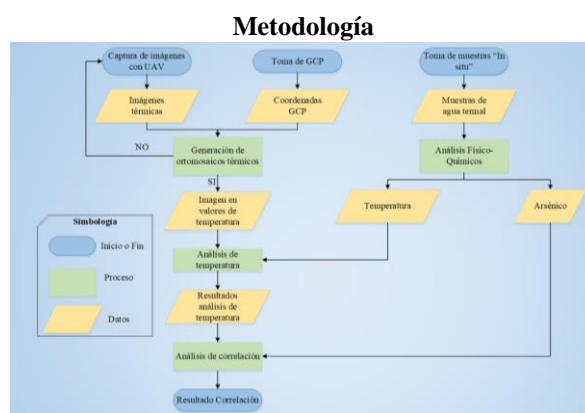 Metodología
Captura de imágenes
con UAV
Toma de GCP
Toma de muestras "In
situ"
Imágenes
térmicas
Coordenadas
GCP
Muestras de
agua termal
NO
Generación de
ortomosaicos térmicos
Análisis Físico-
Químicos
SI
Imagen en
valores de
temperatura
Temperatura
Arsénico
Simbología
Inicio o Fin
Proceso
Datos
Análisis de
temperatura
Resultados
análisis de
temperatura
Análisis de correlación
Resultado Correlación